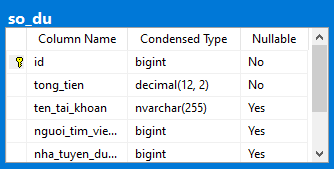 so_du
Column Name Condensed Type Nullable
id bigint No
tong_tien decimal(12, 2) No
ten_tai_khoan nvarchar(255) Yes
nguoi_tim_vie... bigint Yes
nha_tuyen_du... bigint Yes